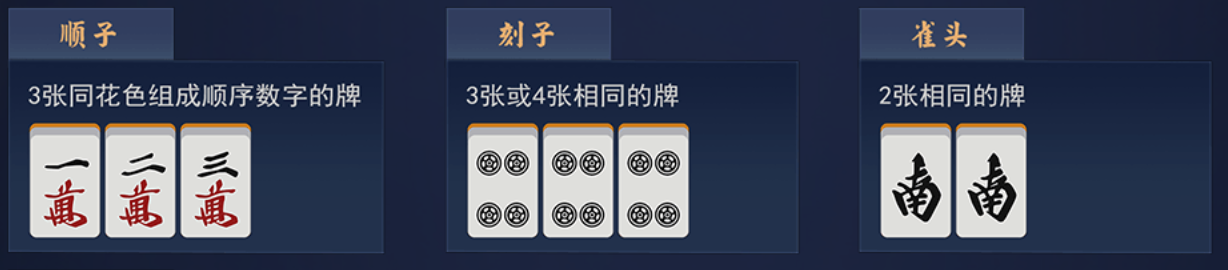 顺子
3张同花色组成顺序数字的牌
一 二 三
萬 萬 萬
刻子
3张或4张相同的牌
雀头
2张相同的牌
南 南